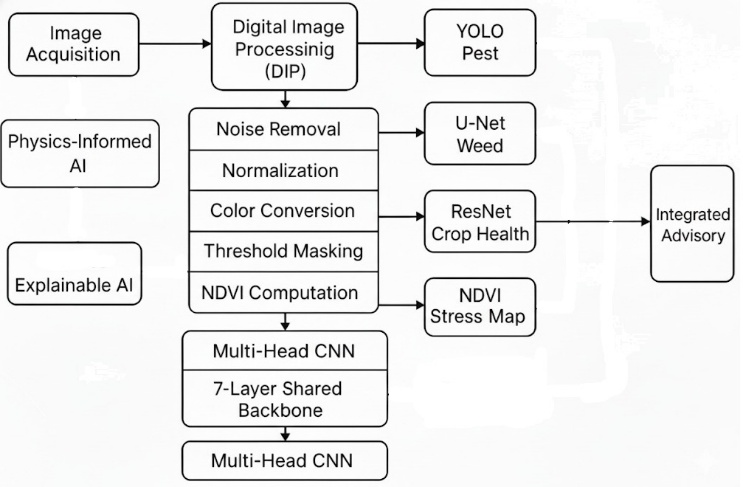 Image
Acquisition
Digital Image
Processinig
(DIP)
YOLO
Pest
Physics-Informed
AI
Explainable AI
Noise Removal
Normalization
Color Conversion
Threshold Masking
NDVI Computation
U-Net
Weed
ResNet
Crop Health
NDVI
Stress Map
Integrated
Advisory
Multi-Head CNN
7-Layer Shared
Backbone
Multi-Head CNN